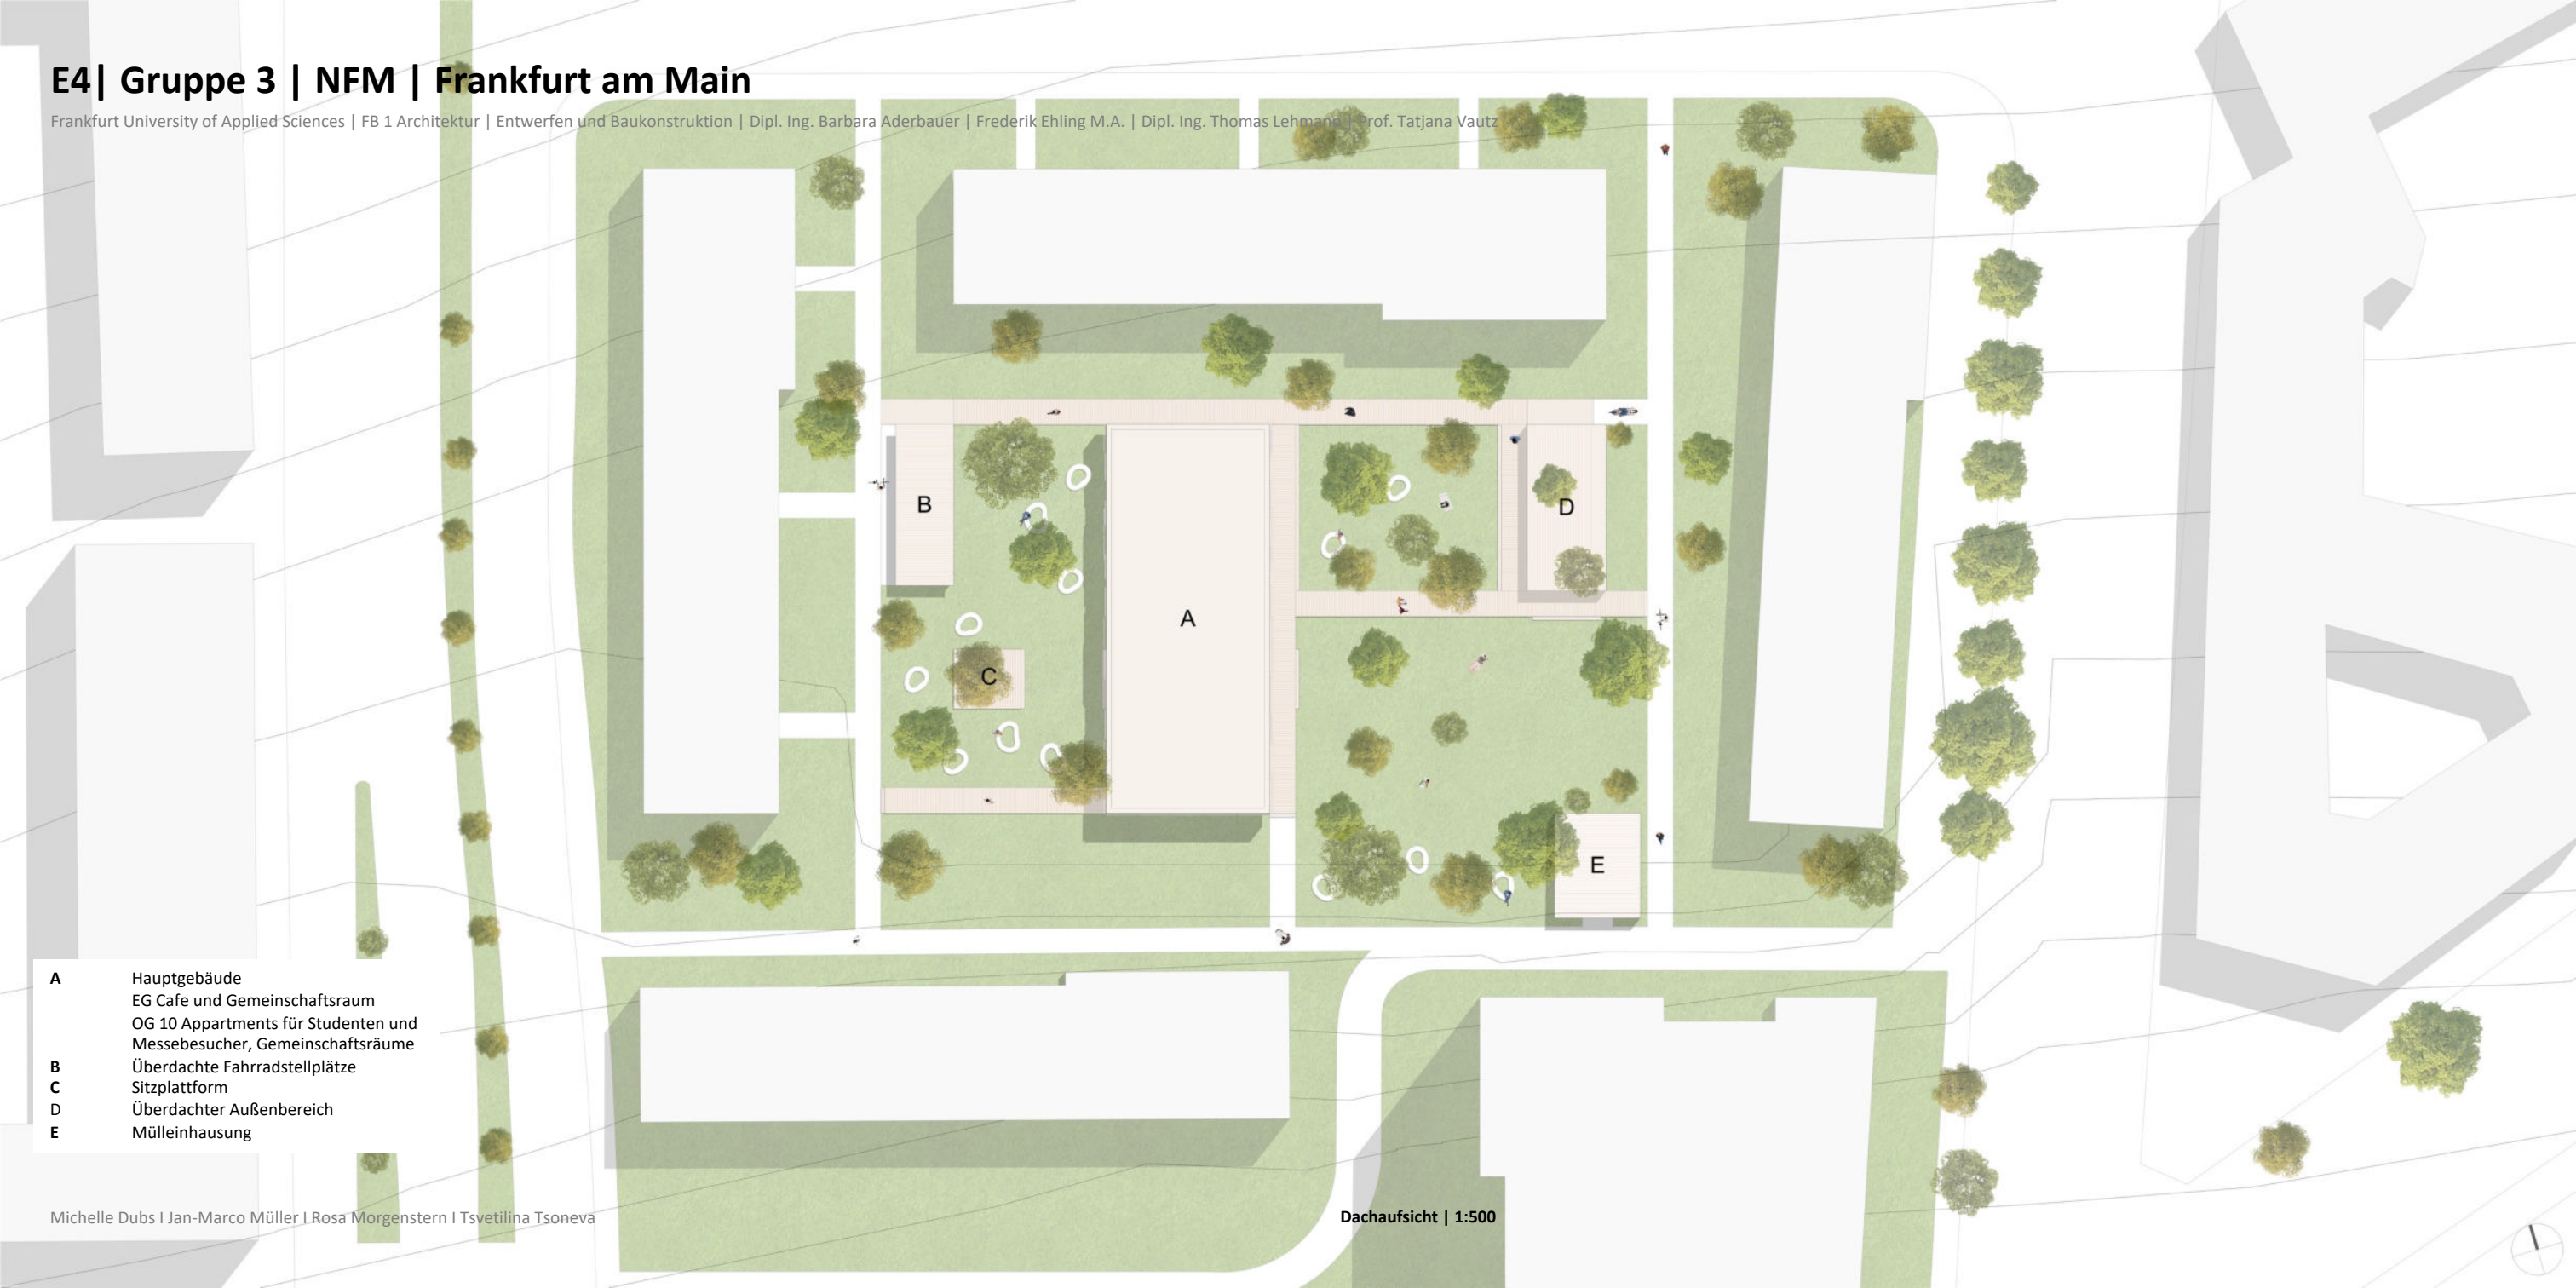 E4| Gruppe 3 | NFM | Frankfurt am Main
Frankfurt University of Applied Sciences | FB 1 Architektur | Entwerfen und Baukonstruktion | Dipl. Ing. Barbara Aderbauer | Frederik Ehling M.A. | Dipl. Ing. Thomas Lehmann | Prof. Tatjana Vautz
B
D
A
C
E
A Hauptgebäude
EG Cafe und Gemeinschaftsraum
OG 10 Appartments für Studenten und
Messebesucher, Gemeinschaftsräume
B Überdachte Fahrradstellplätze
C Sitzplattform
D Überdachter Außenbereich
E Mülleinhausung
Michelle Dubs I Jan-Marco Müller I Rosa Morgenstern I Tsvetilina Tsoneva
Dachaufsicht | 1:500